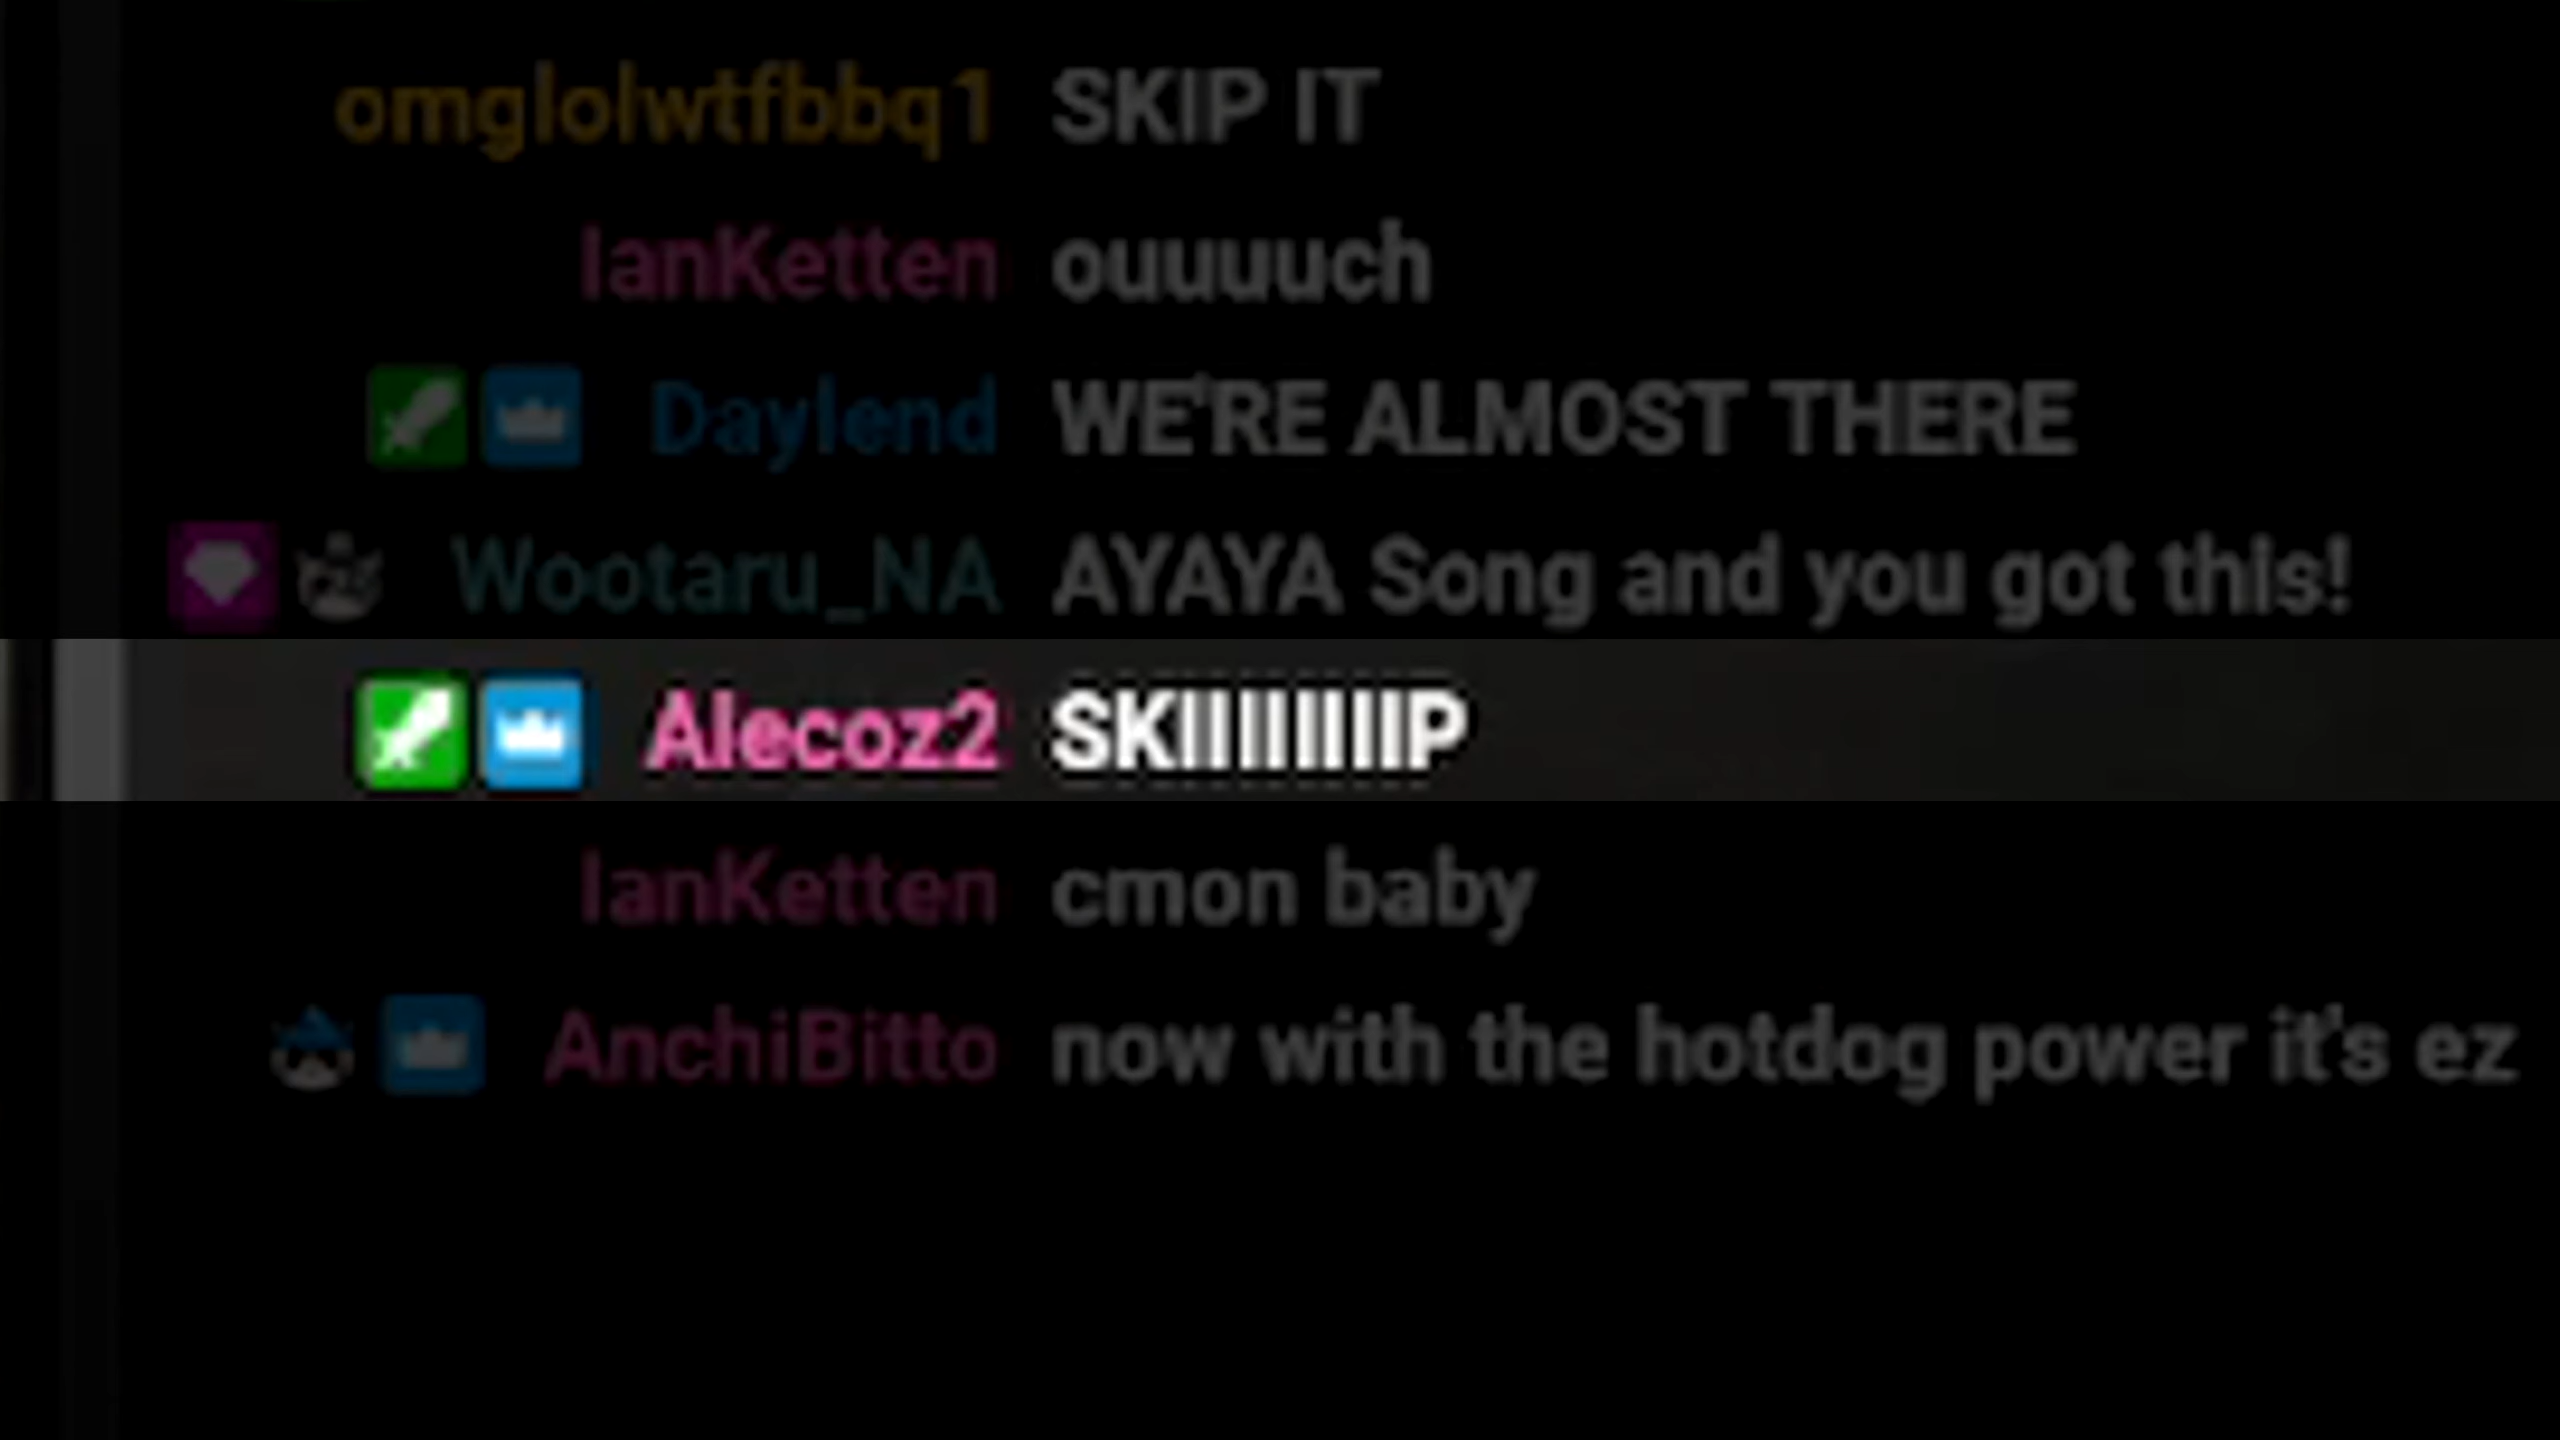 omglolwtfbbq1 SKIP IT
IanKetten ouuuuch
Daylend WE'RE ALMOST THERE
Wootaru_NA AYAYA Song and you got this!
Alecoz2 SKIIIIIIIIP
IanKetten cmon baby
AnchiBitto now with the hotdog power it's ez